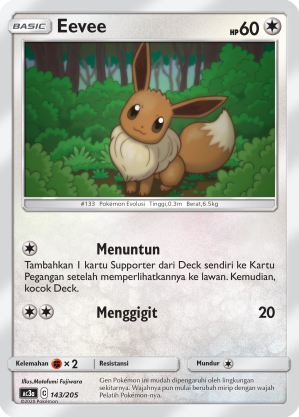 BASIC Eevee HP60
#133 Pokémon Evolusi Tinggi,0.3m Berat,6.5kg
Menuntun
Tambahkan 1 kartu Supporter dari Deck sendiri ke Kartu
Pegangan setelah memperlihatkannya ke lawan. Kemudian,
kocok Deck.
Menggigit 20
Kelemahan ×2 Resistansi Mundur
Illus.Motofumi Fujiwara
Gen Pokémon ini mudah dipengaruhi oleh lingkungan
sekitarnya. Wajahnya pun mulai berubah mirip dengan wajah
Pelatih Pokémon-nya.
ac3a G 143/205